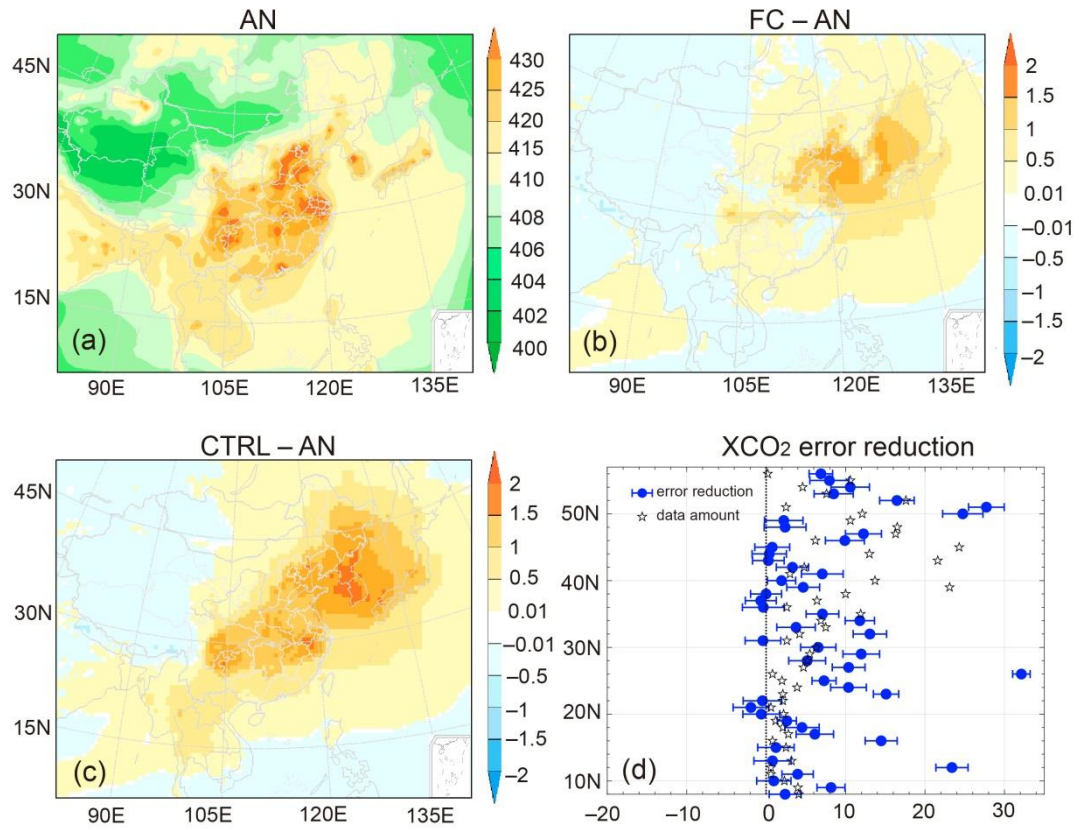 AN
FC – AN
45N
30N
15N
90E
105E
120E
135E
430
425
420
415
410
408
406
404
402
400
(a)
90E
105E
120E
135E
2
1.5
1
0.5
0.01
−0.01
−0.5
−1
−1.5
−2
(b)
CTRL – AN
XCO₂ error reduction
45N
30N
15N
90E
105E
120E
135E
2
1.5
1
0.5
0.01
−0.01
−0.5
−1
−1.5
−2
(c)
error reduction
data amount
50N
40N
30N
20N
10N
−20
−10
0
10
20
30
(d)